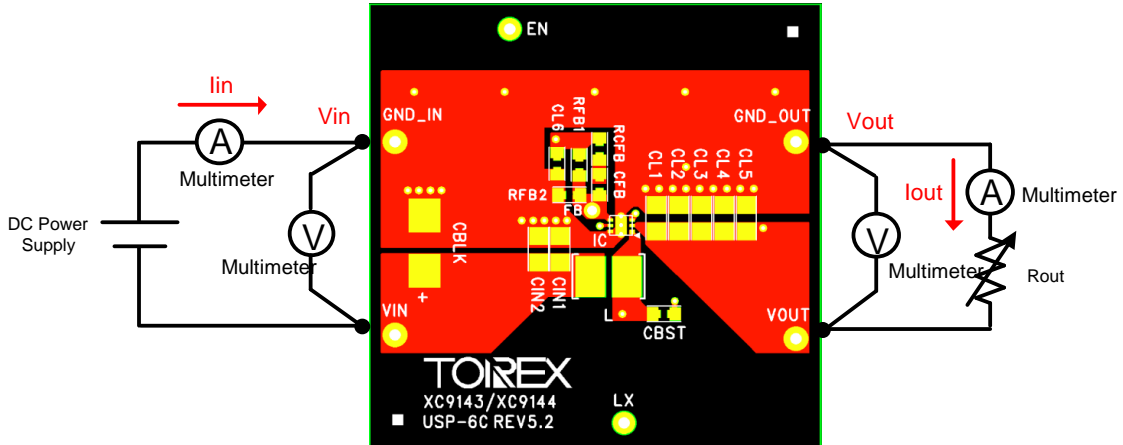 EN
Iin
Vin
GND_IN
GND_OUT
Vout
A
Multimeter
CL6
RFB1
RCFB CFB
CL1
CL2
CL3
CL4
CL5
Iout
A
Multimeter
RFB2
FB
DC Power
Supply
V
Multimeter
CBLK
+
IC
V
Multimeter
Rout
CIN2
CIN1
VIN
L
CBST
VOUT
TOIREX
XC9143/XC9144
USP-6C REV5.2
LX